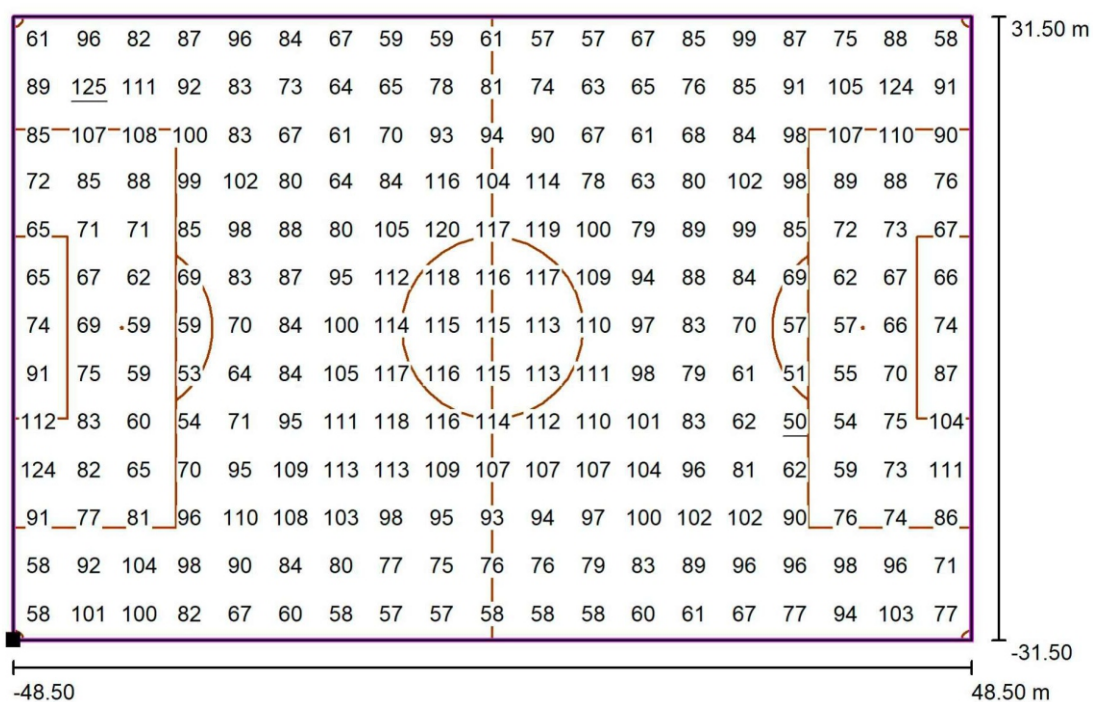 61 96 82 87 96 84 67 59 59 61 57 57 67 85 99 87 75 88 58 31.50 m
89 125 111 92 83 73 64 65 78 81 74 63 65 76 85 91 105 124 91
85 107 108 100 83 67 61 70 93 94 90 67 61 68 84 98 107 110 90
72 85 88 99 102 80 64 84 116 104 114 78 63 80 102 98 89 88 76
65 71 71 85 98 88 80 105 120 117 119 100 79 89 99 85 72 73 67
65 67 62 69 83 87 95 112 118 116 117 109 94 88 84 69 62 67 66
74 69 59 59 70 84 100 114 115 115 113 110 97 83 70 57 57 66 74
91 75 59 53 64 84 105 117 116 115 113 111 98 79 61 51 55 70 87
112 83 60 54 71 95 111 118 116 114 112 110 101 83 62 50 54 75 104
124 82 65 70 95 109 113 113 109 107 107 107 104 96 81 62 59 73 111
91 77 81 96 110 108 103 98 95 93 94 97 100 102 102 90 76 74 86
58 92 104 98 90 84 80 77 75 76 76 79 83 89 96 96 98 96 71
58 101 100 82 67 60 58 57 57 58 58 58 60 61 67 77 94 103 77
-31.50
-48.50 48.50 m